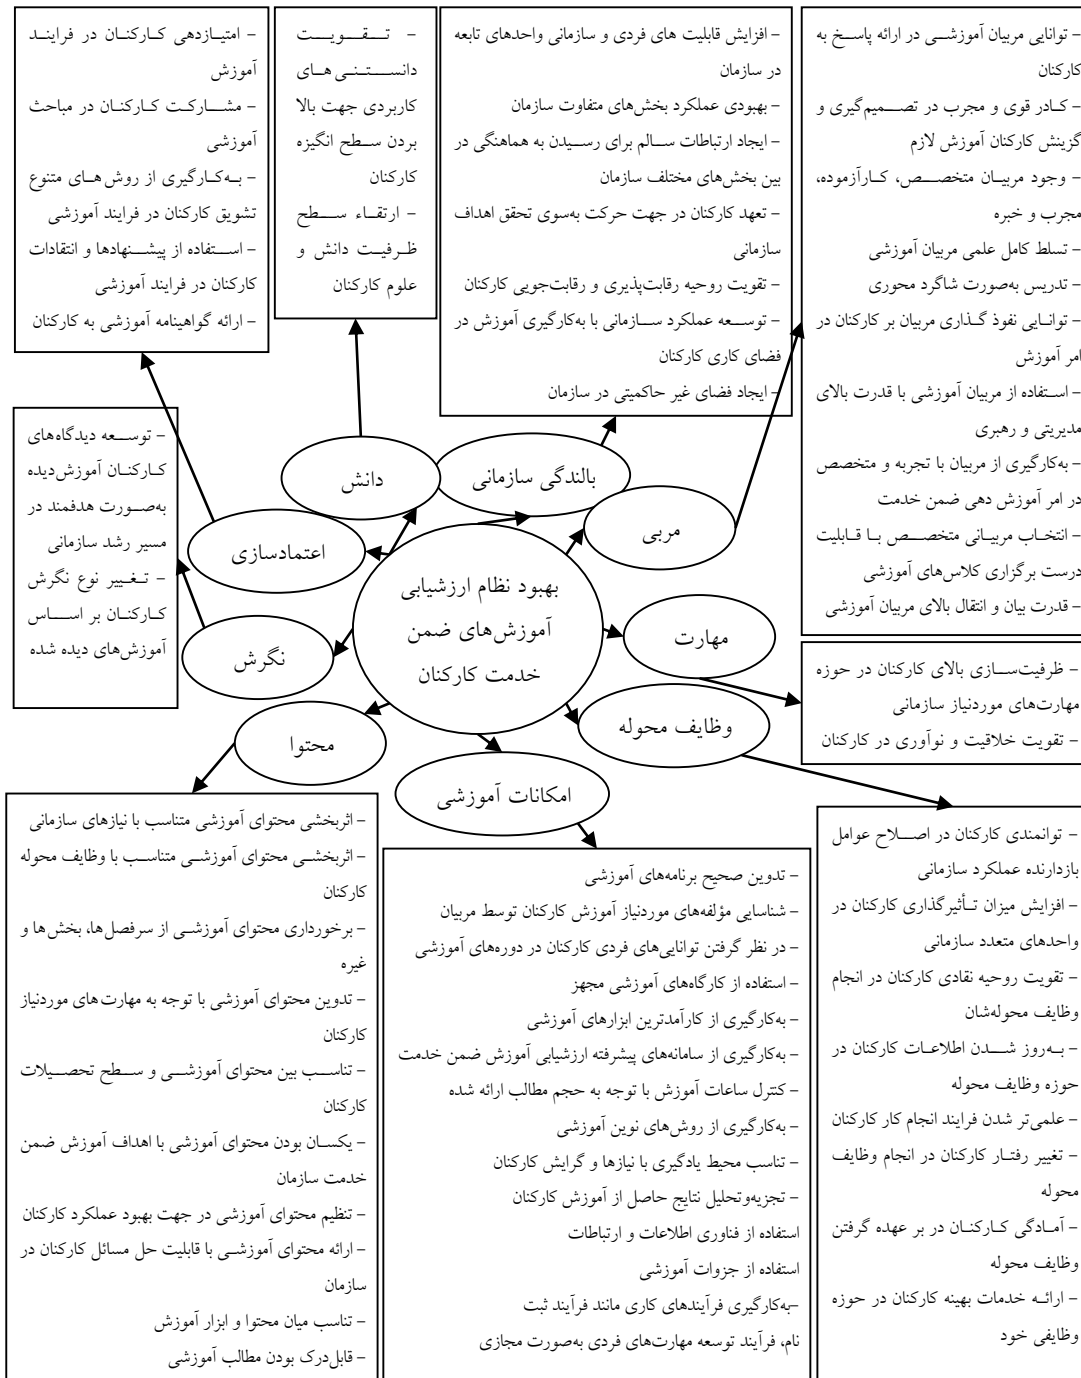 - توانایی مربیان آموزشی در ارائه پاسخ به
کارکنان
- کادر قوی و مجرب در تصمیم‌گیری و
گزینش کارکنان آموزش لازم
- وجود مربیان متخصص، کارآزموده،
مجرب و خبره
- تسلط کامل علمی مربیان آموزشی
- تدریس به‌صورت شاگرد محوری
- توانایی نفوذ گذاری مربیان بر کارکنان در
امر آموزش
- استفاده از مربیان آموزشی با قدرت بالای
مدیریتی و رهبری
- به‌کارگیری از مربیان با تجربه و متخصص
در امر آموزش دهی ضمن خدمت
- انتخاب مربیانی متخصص با قابلیت
درست برگزاری کلاس‌های آموزشی
- قدرت بیان و انتقال بالای مربیان آموزشی
- افزایش قابلیت های فردی و سازمانی واحدهای تابعه
در سازمان
- بهبودی عملکرد بخش‌های متفاوت سازمان
- ایجاد ارتباطات سالم برای رسیدن به هماهنگی در
بین بخش‌های مختلف سازمان
- تعهد کارکنان در جهت حرکت به‌سوی تحقق اهداف
سازمانی
- تقویت روحیه رقابت‌پذیری و رقابت‌جویی کارکنان
- توسعه عملکرد سازمانی با به‌کارگیری آموزش در
فضای کاری کارکنان
- ایجاد فضای غیر حاکمیتی در سازمان
- تقویت
دانستنی های
کاربردی جهت بالا
بردن سطح انگیزه
کارکنان
- ارتقاء سطح
ظرفیت دانش و
علوم کارکنان
- امتیازدهی کارکنان در فرایند
آموزش
- مشارکت کارکنان در مباحث
آموزشی
- به‌کارگیری از روش های متنوع
تشویق کارکنان در فرایند آموزشی
- استفاده از پیشنهادها و انتقادات
کارکنان در فرایند آموزشی
- ارائه گواهینامه آموزشی به کارکنان
- توسعه دیدگاه‌های
کارکنان آموزش‌دیده
به‌صورت هدفمند در
مسیر رشد سازمانی
- تغییر نوع نگرش
کارکنان بر اساس
آموزش‌های دیده شده
دانش
بالندگی سازمانی
مربی
اعتمادسازی
بهبود نظام ارزشیابی
آموزش‌های ضمن
خدمت کارکنان
مهارت
نگرش
وظایف محوله
محتوا
امکانات آموزشی
- ظرفیت‌سازی بالای کارکنان در حوزه
مهارت‌های موردنیاز سازمانی
- تقویت خلاقیت و نوآوری در کارکنان
- توانمندی کارکنان در اصلاح عوامل
بازدارنده عملکرد سازمانی
- افزایش میزان تأثیرگذاری کارکنان در
واحدهای متعدد سازمانی
- تقویت روحیه نقادی کارکنان در انجام
وظایف محوله‌شان
- به‌روز شدن اطلاعات کارکنان در
حوزه وظایف محوله
- علمی‌تر شدن فرایند انجام کار کارکنان
- تغییر رفتار کارکنان در انجام وظایف
محوله
- آمادگی کارکنان در بر عهده گرفتن
وظایف محوله
- ارائه خدمات بهینه کارکنان در حوزه
وظایفی خود
- تدوین صحیح برنامه‌های آموزشی
- شناسایی مؤلفه‌های موردنیاز آموزش کارکنان توسط مربیان
- در نظر گرفتن توانایی‌های فردی کارکنان در دوره‌های آموزشی
- استفاده از کارگاه‌های آموزشی مجهز
- به‌کارگیری از کارآمدترین ابزارهای آموزشی
- به‌کارگیری از سامانه‌های پیشرفته ارزشیابی آموزش ضمن خدمت
- کنترل ساعات آموزش با توجه به حجم مطالب ارائه شده
- به‌کارگیری از روش‌های نوین آموزشی
- تناسب محیط یادگیری با نیازها و گرایش کارکنان
- تجزیه‌وتحلیل نتایج حاصل از آموزش کارکنان
استفاده از فناوری اطلاعات و ارتباطات
استفاده از جزوات آموزشی
-به‌کارگیری فرآیندهای کاری مانند فرآیند ثبت
نام، فرآیند توسعه مهارت‌های فردی به‌صورت مجازی
- اثربخشی محتوای آموزشی متناسب با نیازهای سازمانی
- اثربخشی محتوای آموزشی متناسب با وظایف محوله
کارکنان
- برخورداری محتوای آموزشی از سرفصل‌ها، بخش ها و
غیره
- تدوین محتوای آموزشی با توجه به مهارت های موردنیاز
کارکنان
- تناسب بین محتوای آموزشی و سطح تحصیلات
کارکنان
- یکسان بودن محتوای آموزشی با اهداف آموزش ضمن
خدمت سازمان
- تنظیم محتوای آموزشی در جهت بهبود عملکرد کارکنان
- ارائه محتوای آموزشی با قابلیت حل مسائل کارکنان در
سازمان
- تناسب میان محتوا و ابزار آموزش
- قابل‌درک بودن مطالب آموزشی